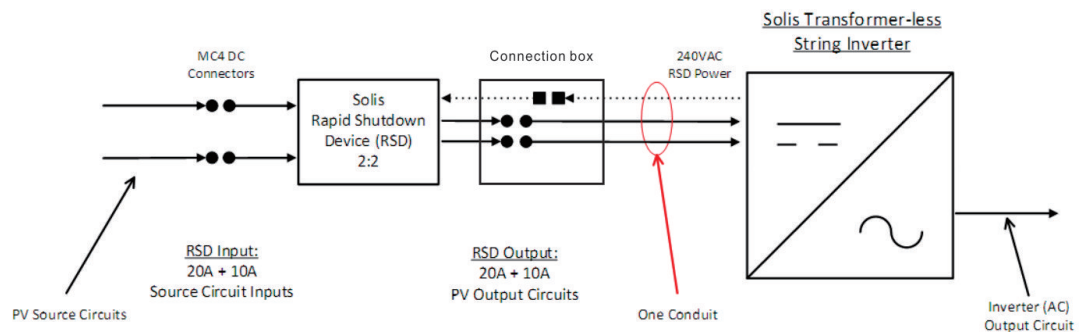 Solis Transformer-less
String Inverter
MC4 DC
Connectors
Connection box
240VAC
RSD Power
Solis
Rapid Shutdown
Device (RSD)
2:2
RSD Input:
20A + 10A
Source Circuit Inputs
RSD Output:
20A + 10A
PV Output Circuits
PV Source Circuits
One Conduit
Inverter (AC)
Output Circuit